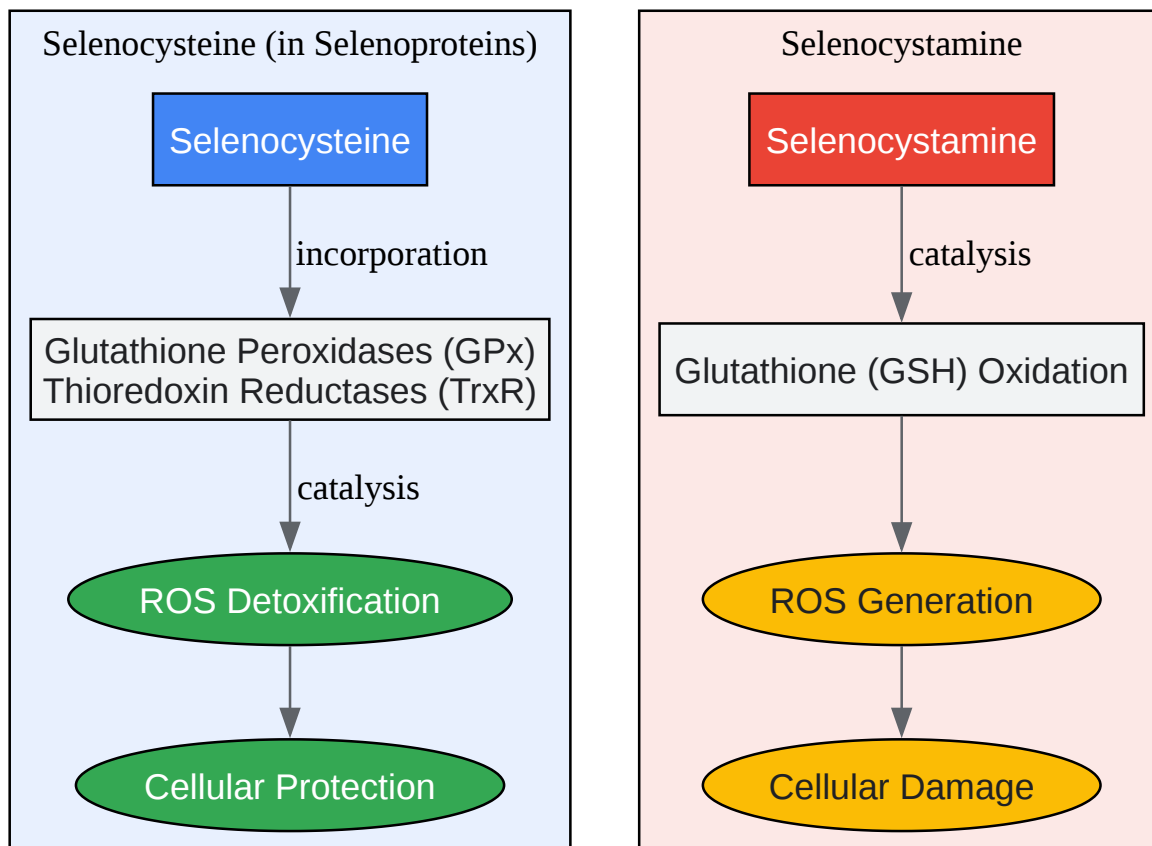 Selenocysteine (in Selenoproteins)
Selenocysteine
incorporation
Glutathione Peroxidases (GPx)
Thioredoxin Reductases (TrxR)
catalysis
ROS Detoxification
Cellular Protection
Selenocystamine
Selenocystamine
catalysis
Glutathione (GSH) Oxidation
ROS Generation
Cellular Damage